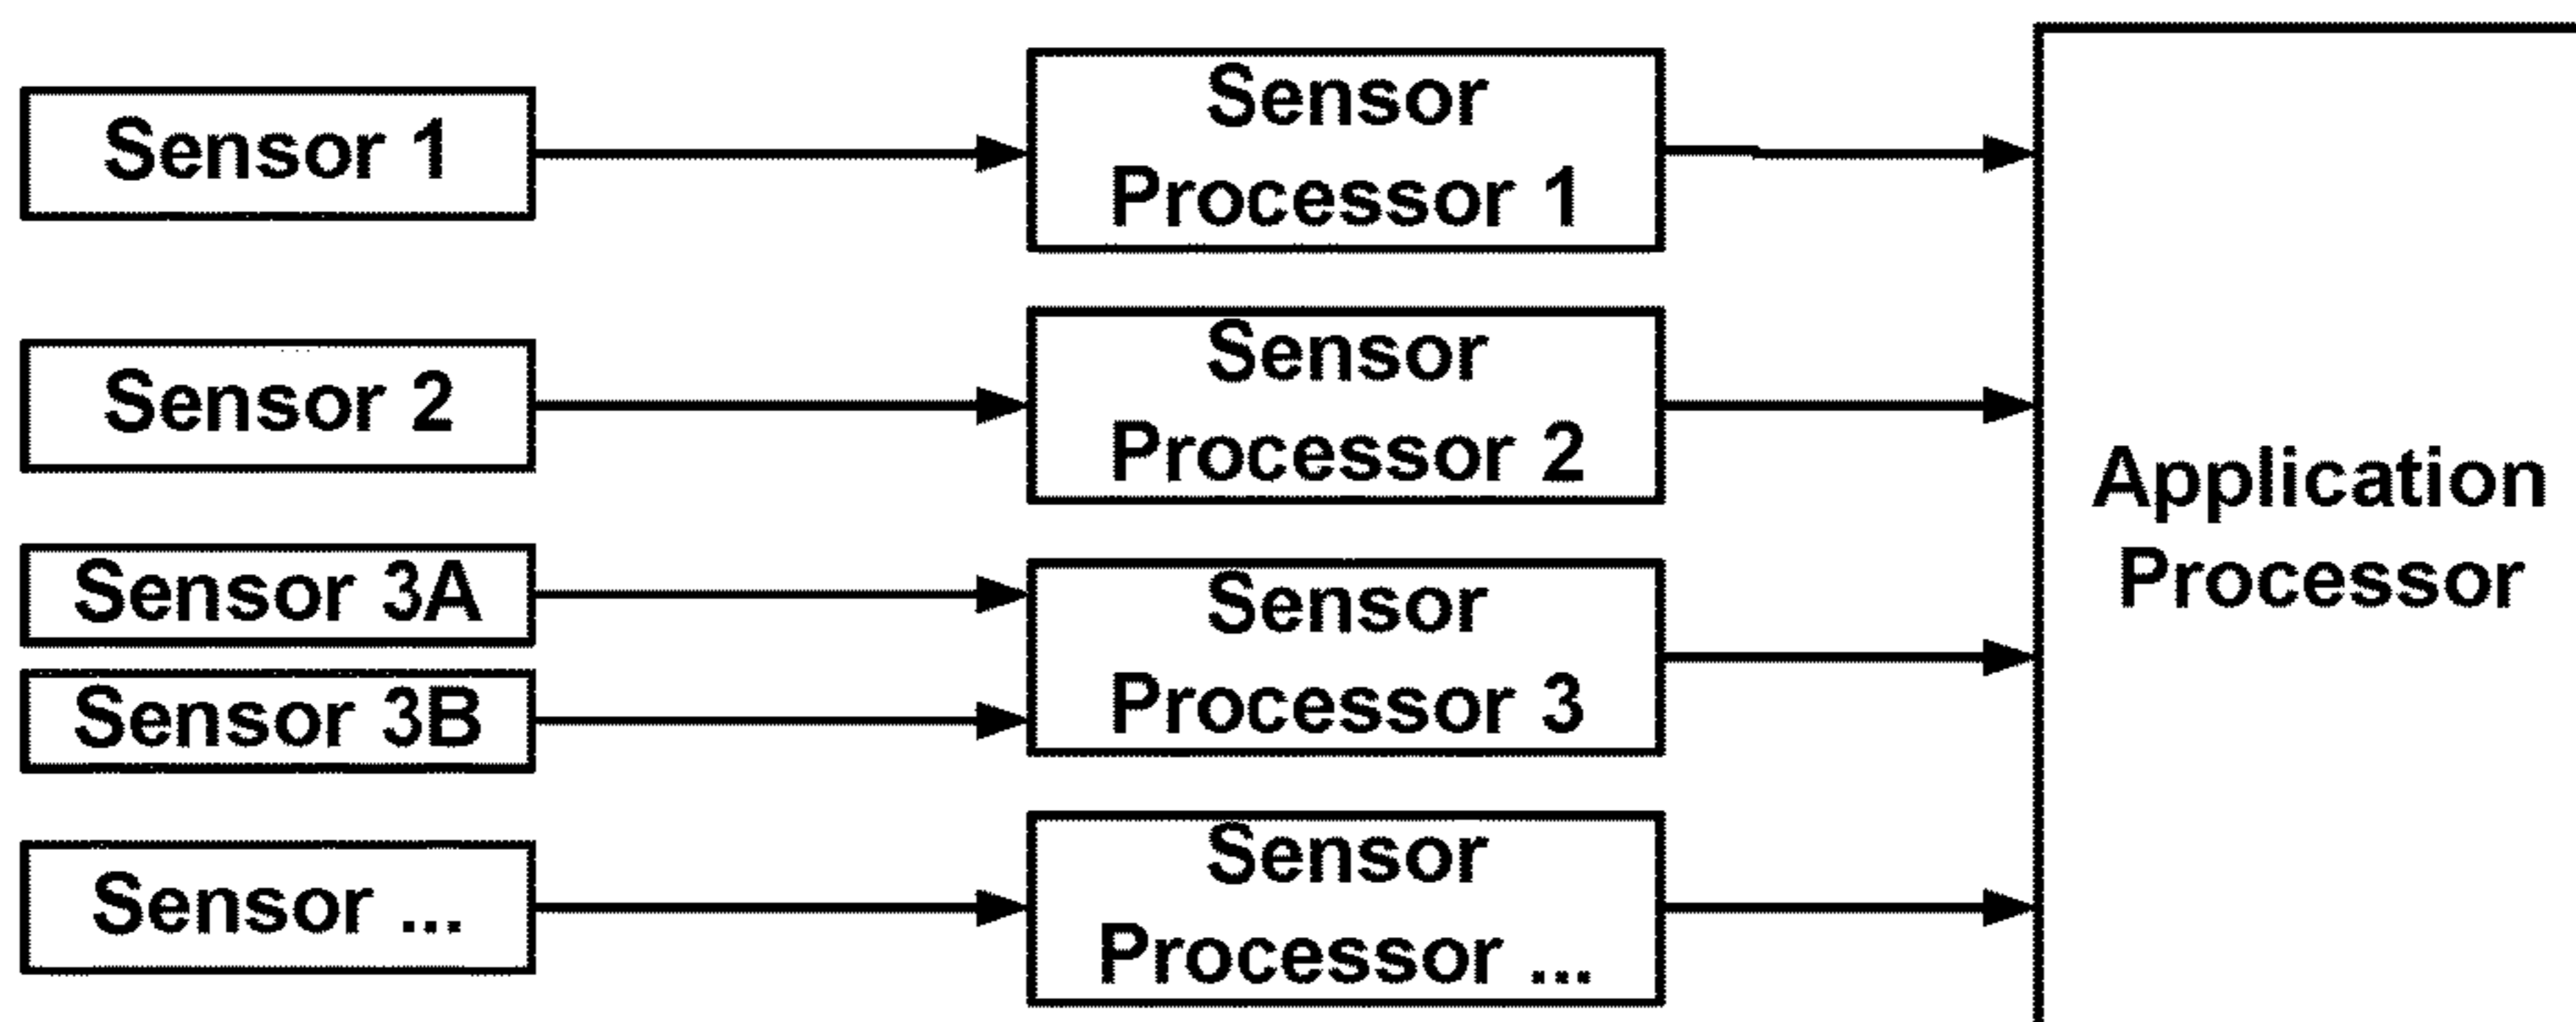 Sensor 1
Sensor
Processor 1
Sensor 2
Sensor
Processor 2
Sensor 3A
Sensor 3B
Sensor
Processor 3
Sensor ...
Sensor
Processor ...
Application
Processor